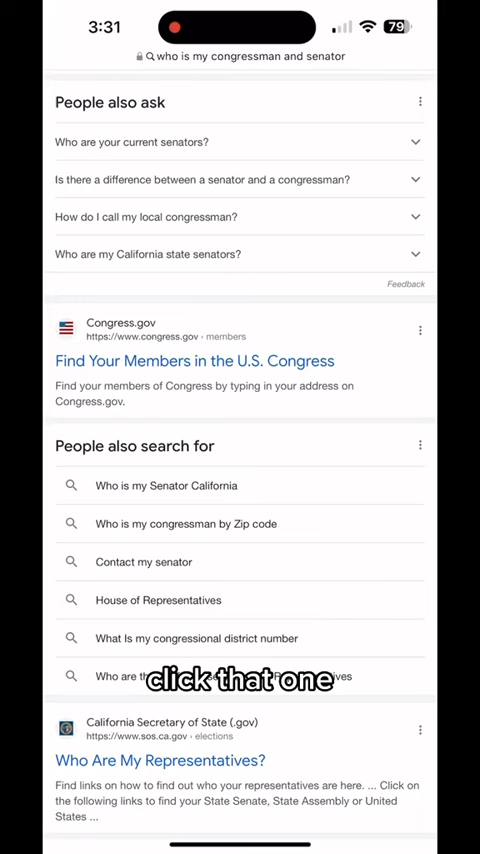 3:31
79
who is my congressman and senator
People also ask
Who are your current senators?
Is there a difference between a senator and a congressman?
How do I call my local congressman?
Who are my California state senators?
Feedback
Congress.gov
https://www.congress.gov › members
Find Your Members in the U.S. Congress
Find your members of Congress by typing in your address on
Congress.gov.
People also search for
Who is my Senator California
Who is my congressman by Zip code
Contact my senator
House of Representatives
What Is my congressional district number
Who are
click that one
California Secretary of State (.gov)
https://www.sos.ca.gov › elections
Who Are My Representatives?
Find links on how to find out who your representatives are here. ... Click on
the following links to find your State Senate, State Assembly or United
States ...